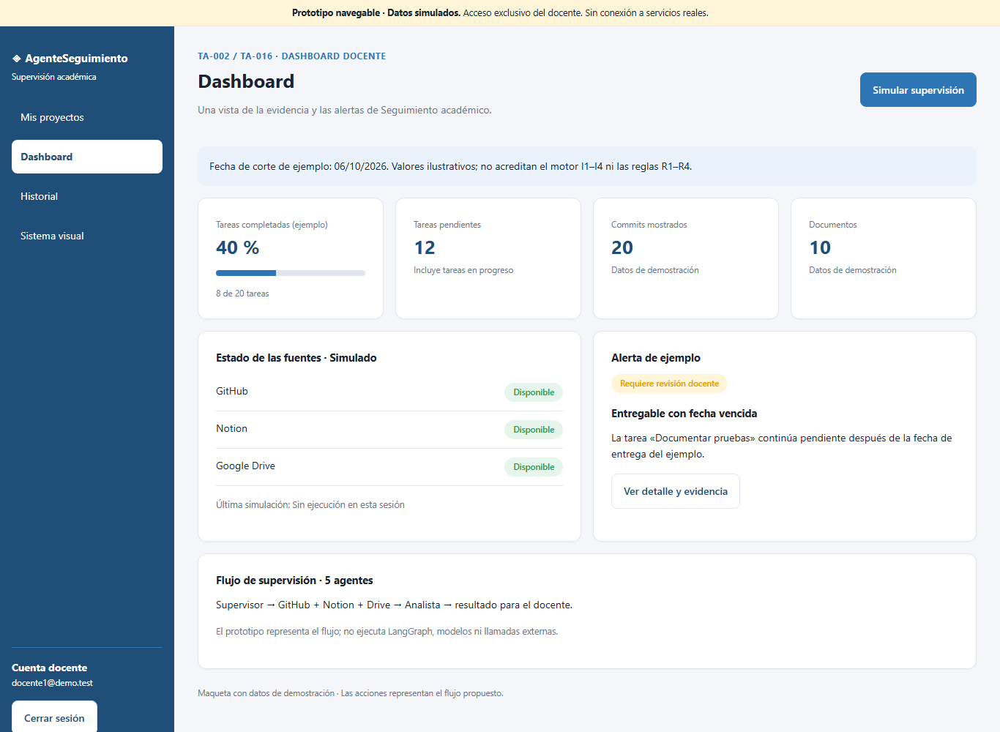 Prototipo navegable · Datos simulados. Acceso exclusivo del docente. Sin conexión a servicios reales.
◈ AgenteSeguimiento
Supervisión académica
Mis proyectos
Dashboard
Historial
Sistema visual
Cuenta docente
docente1@demo.test
Cerrar sesión
TA-002 / TA-016 · DASHBOARD DOCENTE
Dashboard
Una vista de la evidencia y las alertas de Seguimiento académico.
Simular supervisión
Fecha de corte de ejemplo: 06/10/2026. Valores ilustrativos; no acreditan el motor I1–I4 ni las reglas R1–R4.
Tareas completadas (ejemplo)
40 %
8 de 20 tareas
Tareas pendientes
12
Incluye tareas en progreso
Commits mostrados
20
Datos de demostración
Documentos
10
Datos de demostración
Estado de las fuentes · Simulado
GitHub Disponible
Notion Disponible
Google Drive Disponible
Última simulación: Sin ejecución en esta sesión
Alerta de ejemplo
Requiere revisión docente
Entregable con fecha vencida
La tarea «Documentar pruebas» continúa pendiente después de la fecha de
entrega del ejemplo.
Ver detalle y evidencia
Flujo de supervisión · 5 agentes
Supervisor → GitHub + Notion + Drive → Analista → resultado para el docente.
El prototipo representa el flujo; no ejecuta LangGraph, modelos ni llamadas externas.
Maqueta con datos de demostración · Las acciones representan el flujo propuesto.